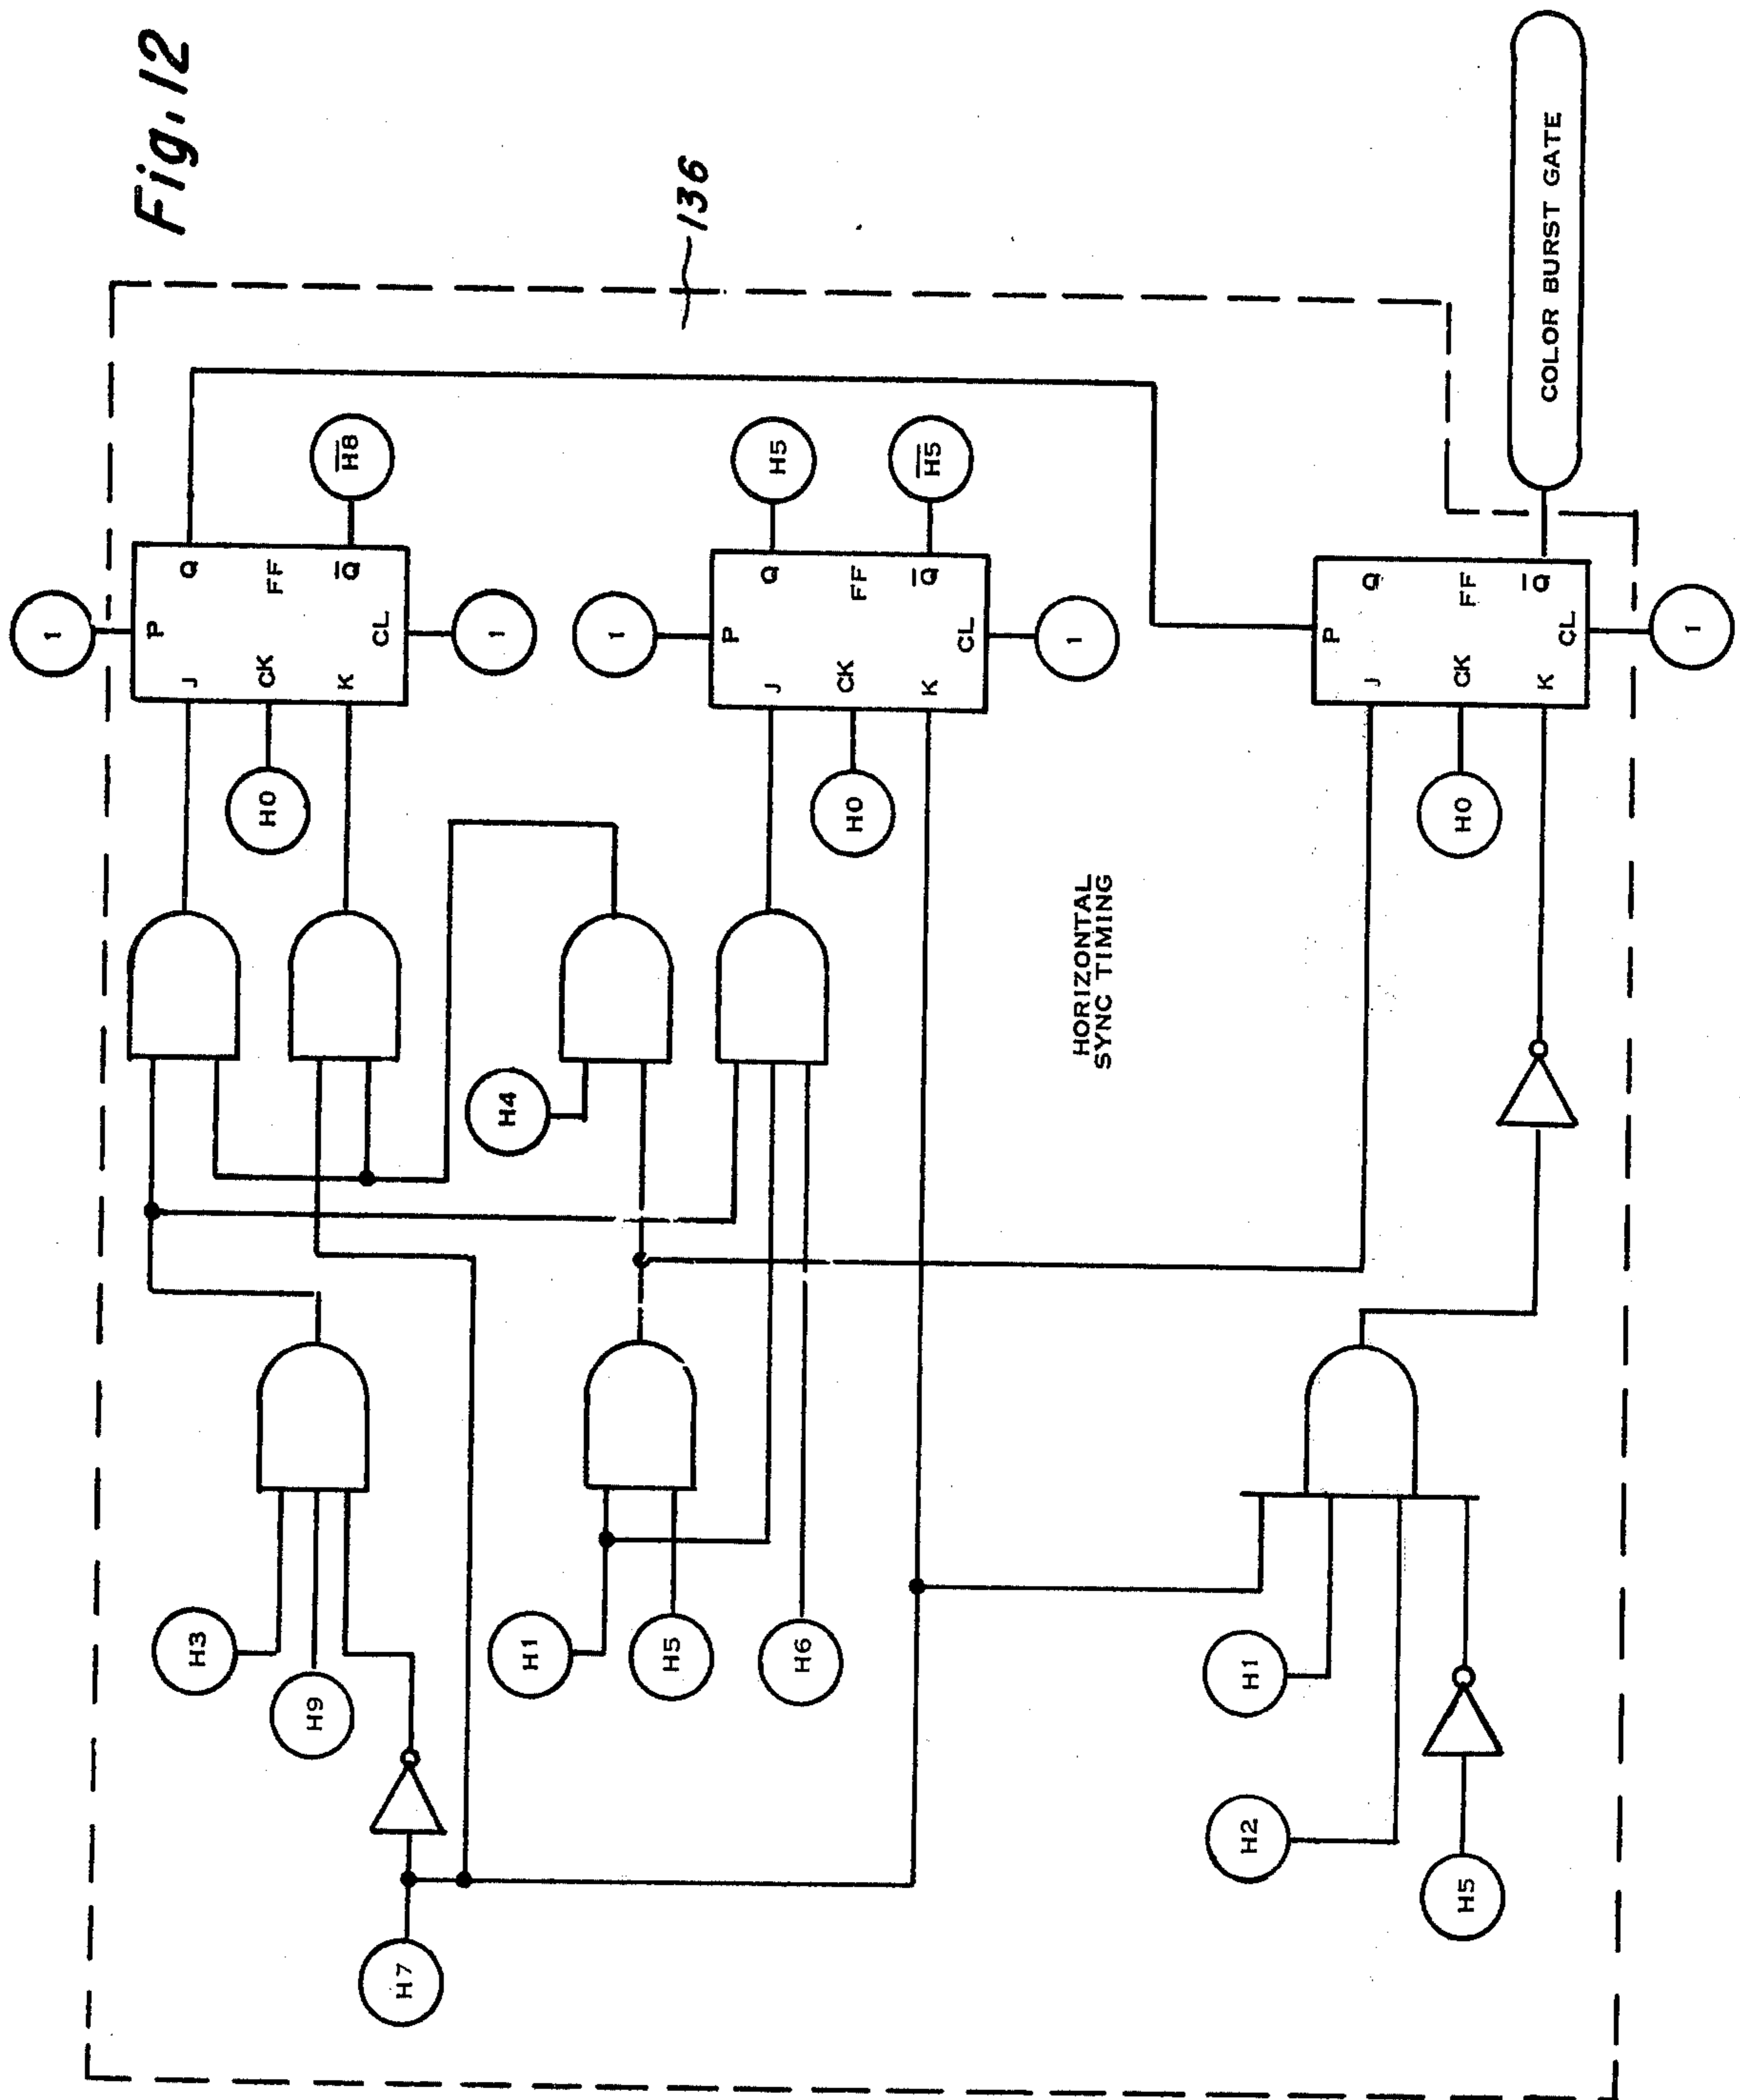 Fig. 12
1
P
H3
J
Q
H0
CK
FF
H9
K
Q̅
H̅8̅
CL
H7
1
H4
H1
1
H5
136
P
J
Q
H5
H6
H0
CK
FF
K
Q̅
H̅5̅
CL
1
HORIZONTAL
SYNC TIMING
H2
H1
P
J
Q
H5
H0
CK
FF
K
Q̅
COLOR BURST GATE
CL
1